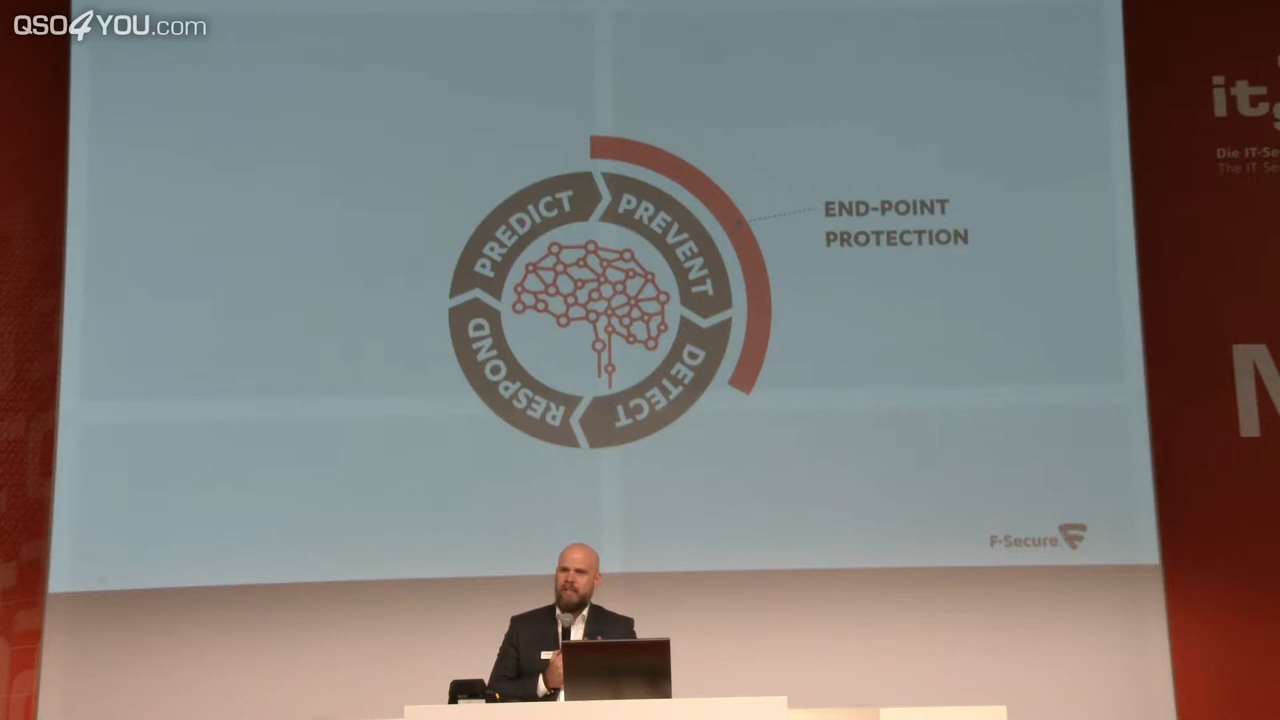 QSO4YOU.com
it
Die IT-Se
The IT Se
PREDICT
PREVENT
END-POINT
PROTECTION
RESPOND
DETECT
F-Secure.